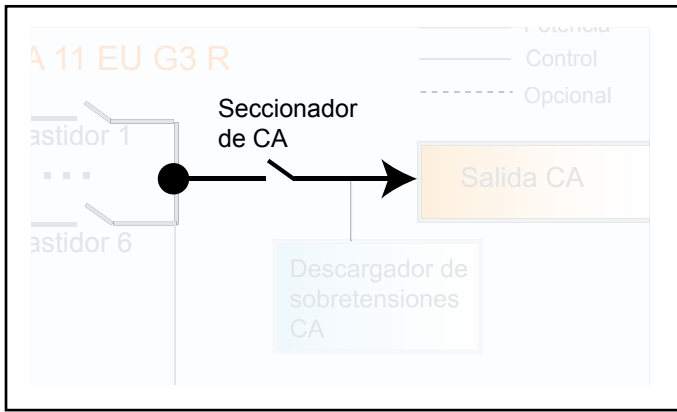 Potencia
A 11 EU G3 R
Control
Opcional
Seccionador
de CA
astidor 1
Salida CA
astidor 6
Descargador de
sobretensiones
CA